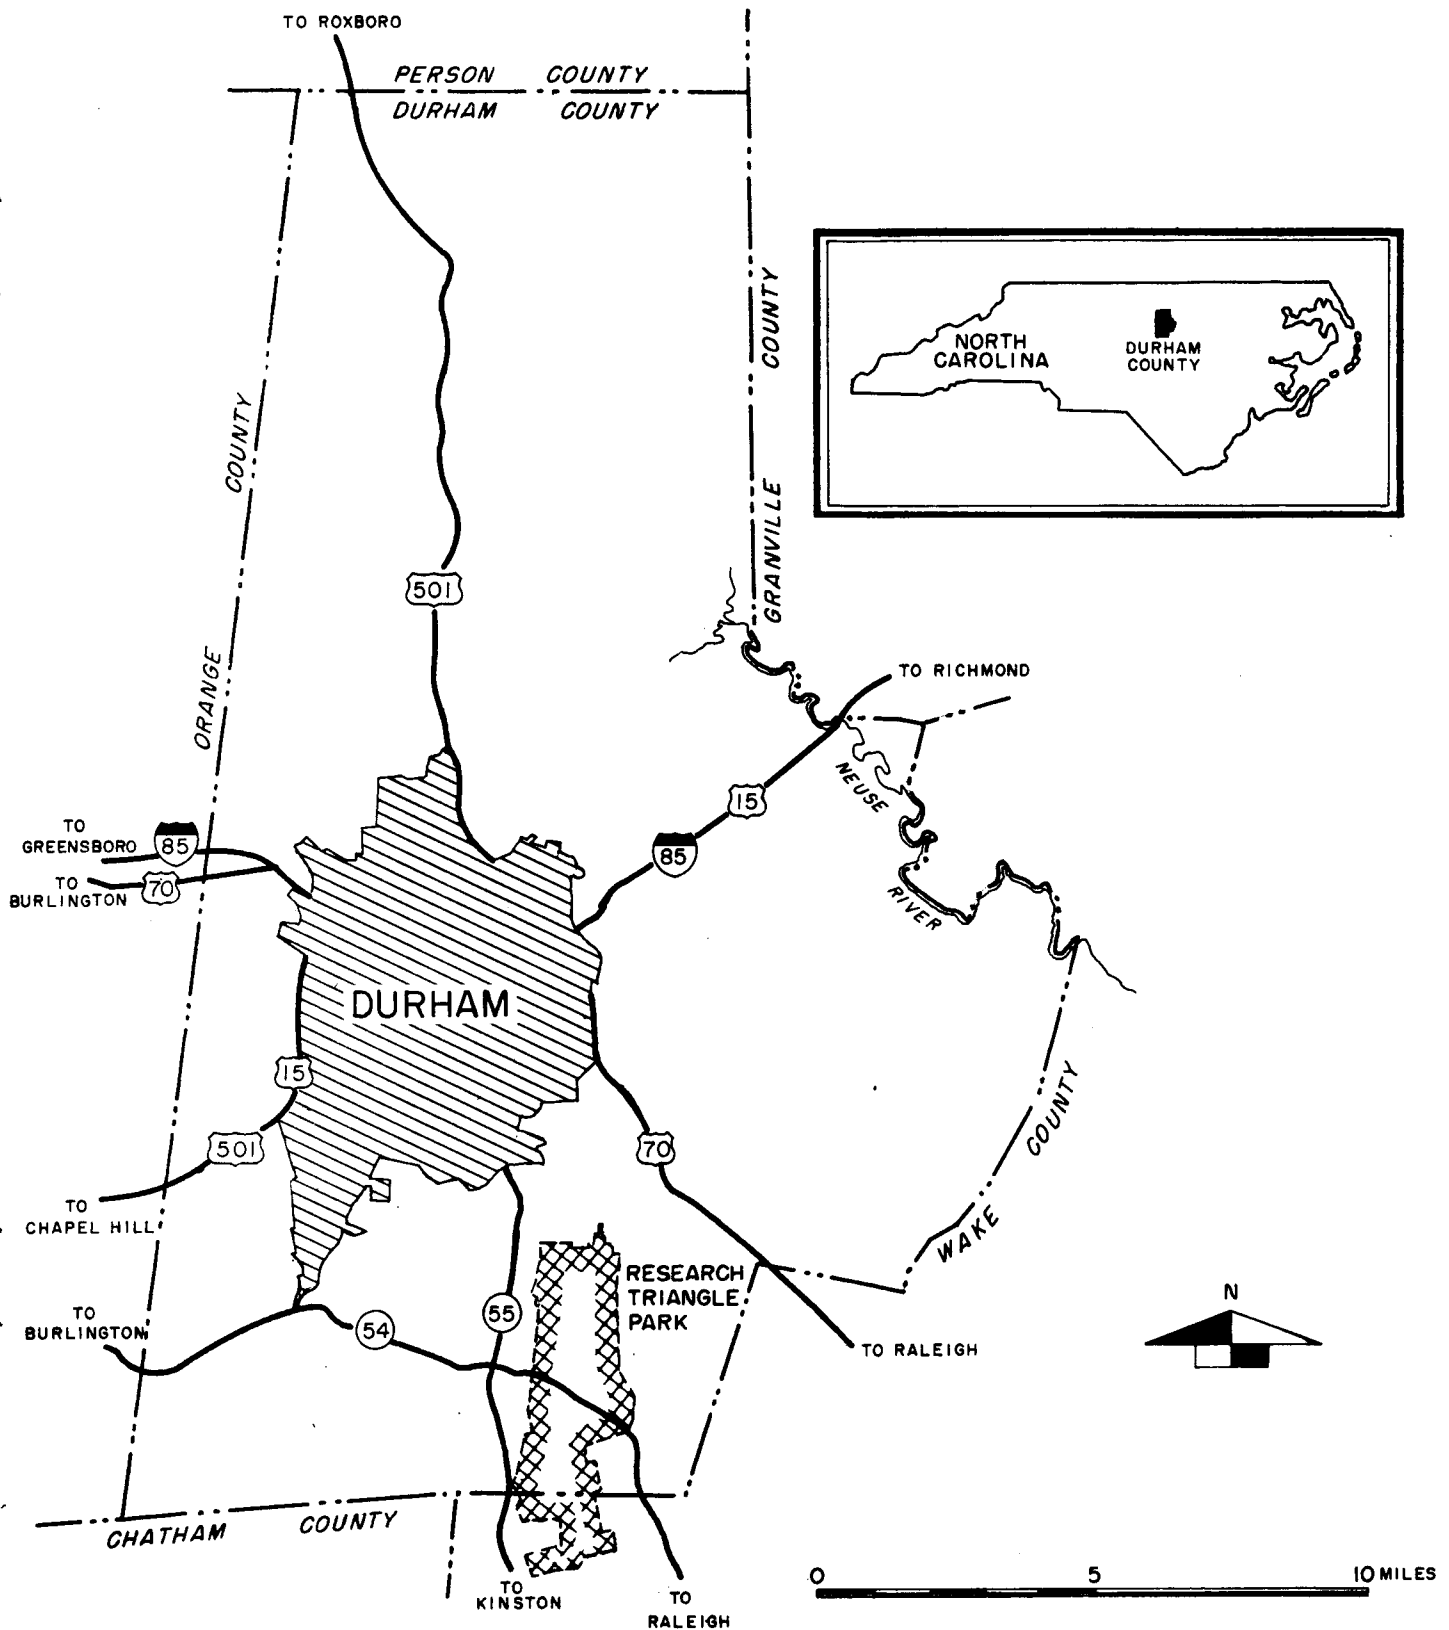 TO ROXBORO
PERSON COUNTY
DURHAM COUNTY
GRANVILLE COUNTY
ORANGE COUNTY
NORTH
CAROLINA
DURHAM
COUNTY
501
TO RICHMOND
NEUSE RIVER
15
85
TO
GREENSBORO
85
TO
BURLINGTON
70
DURHAM
15
501
TO
CHAPEL HILL
70
WAKE COUNTY
RESEARCH
TRIANGLE
PARK
55
54
TO
BURLINGTON
TO RALEIGH
N
CHATHAM COUNTY
TO
KINSTON
TO
RALEIGH
0 5 10 MILES